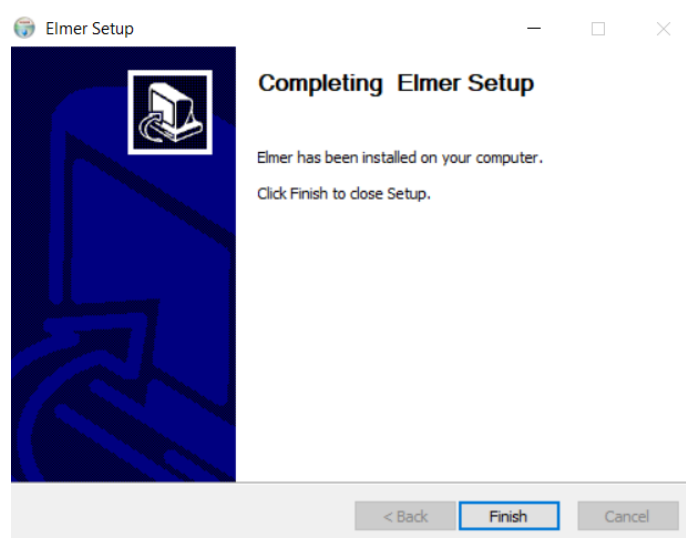 Elmer Setup
Completing Elmer Setup
Elmer has been installed on your computer.
Click Finish to close Setup.
< Back
Finish
Cancel